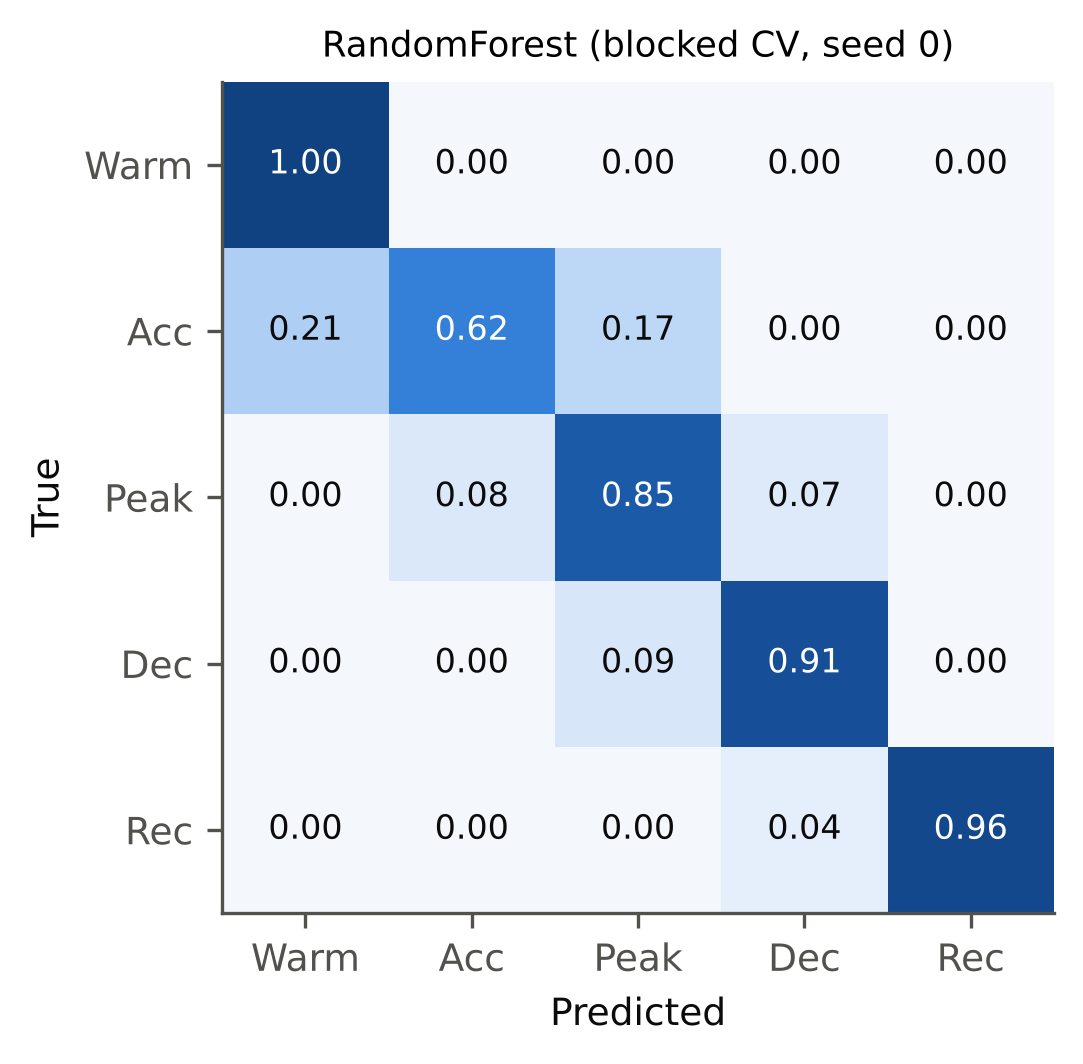 RandomForest (blocked CV, seed 0)
Warm 1.00 0.00 0.00 0.00 0.00
Acc 0.21 0.62 0.17 0.00 0.00
Peak 0.00 0.08 0.85 0.07 0.00
Dec 0.00 0.00 0.09 0.91 0.00
Rec 0.00 0.00 0.00 0.04 0.96
True
Warm Acc Peak Dec Rec
Predicted